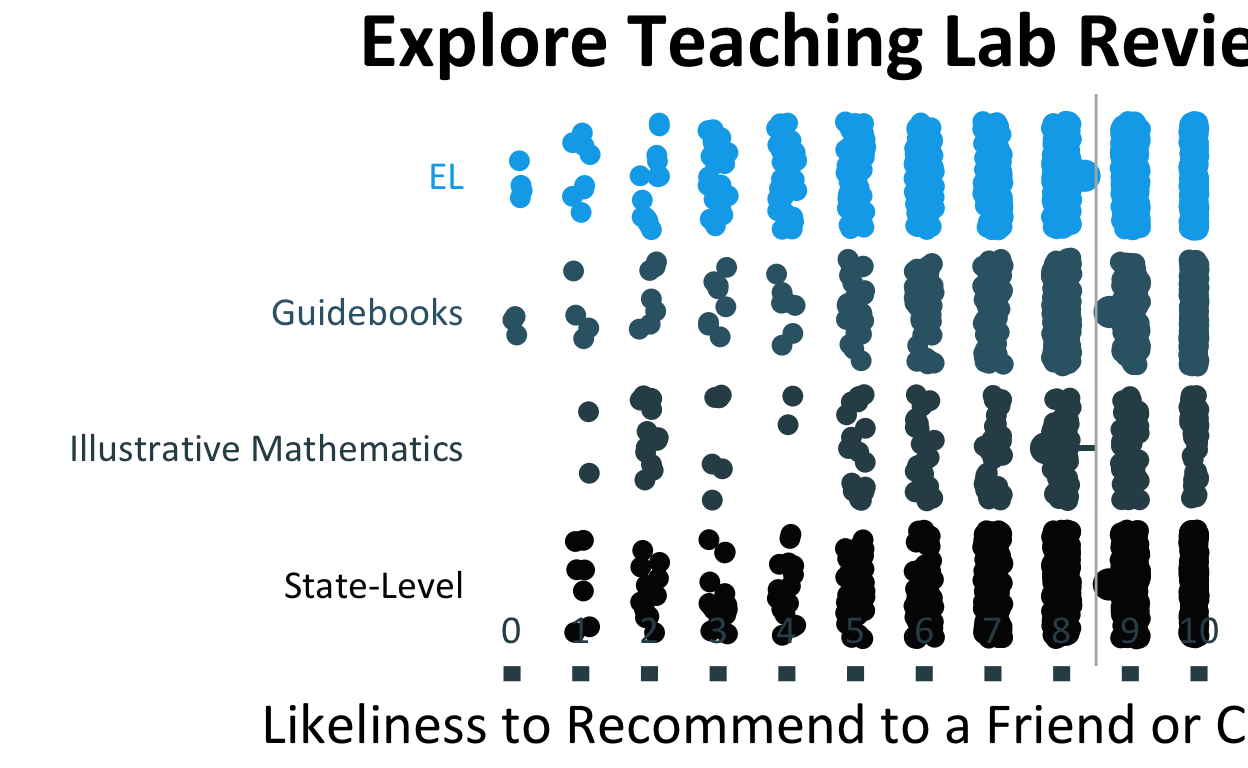 Explore Teaching Lab Revie
EL
Guidebooks
Illustrative Mathematics
State-Level
0 1 2 3 4 5 6 7 8 9 10
Likeliness to Recommend to a Friend or C